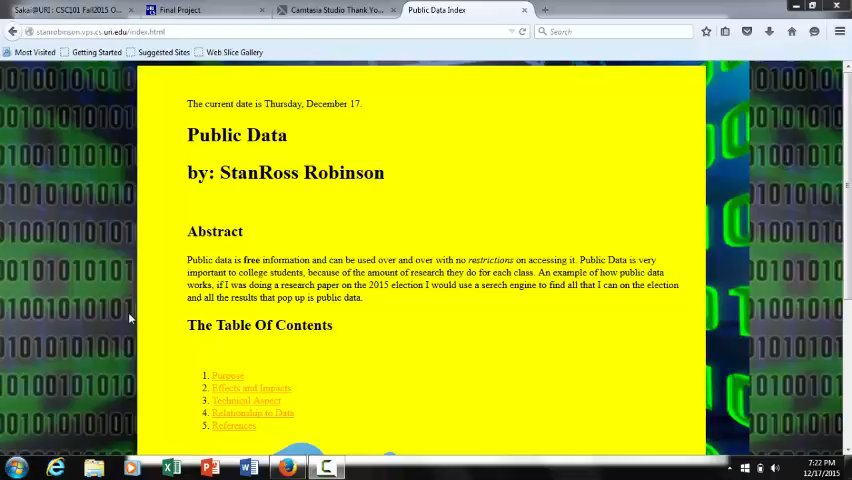 Sakai@URI : CSC101 Fall2015 O...
Final Project
Camtasia Studio Thank Yo...
Public Data Index
stanrobinson.vps.cs.uri.edu/index.html
Search
Most Visited
Getting Started
Suggested Sites
Web Slice Gallery
The current date is Thursday, December 17.
Public Data
by: StanRoss Robinson
Abstract
Public data is free information and can be used over and over with no restrictions on accessing it. Public Data is very
important to college students, because of the amount of research they do for each class. An example of how public data
works, if I was doing a research paper on the 2015 election I would use a serech engine to find all that I can on the election
and all the results that pop up is public data.
The Table Of Contents
1. Purpose
2. Effects and Impacts
3. Technical Aspect
4. Relationship to Data
5. References
7:22 PM
12/17/2015